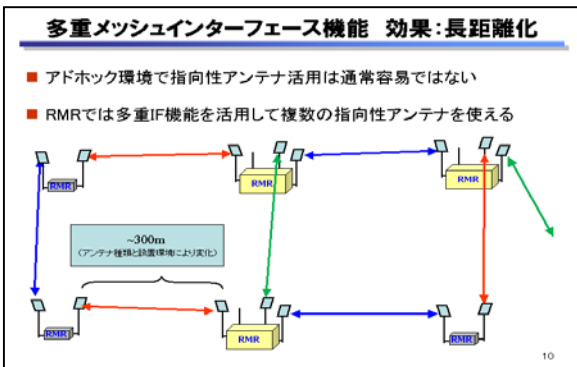 多重メッシュインターフェース機能 効果:長距離化
アドホック環境で指向性アンテナ活用は通常容易ではない
RMRでは多重IF機能を活用して複数の指向性アンテナを使える
RMR
RMR
RMR
~300m
(アンテナ種類と設置環境により変化)
RMR
RMR
RMR
10